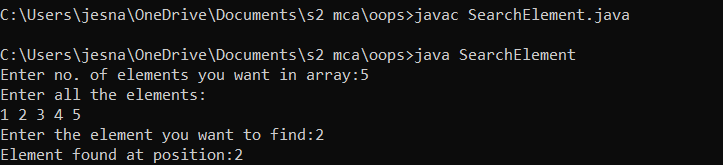 C:\Users\jesna\OneDrive\Documents\s2 mca\oops>javac SearchElement.java
C:\Users\jesna\OneDrive\Documents\s2 mca\oops>java SearchElement
Enter no. of elements you want in array:5
Enter all the elements:
1 2 3 4 5
Enter the element you want to find:2
Element found at position:2